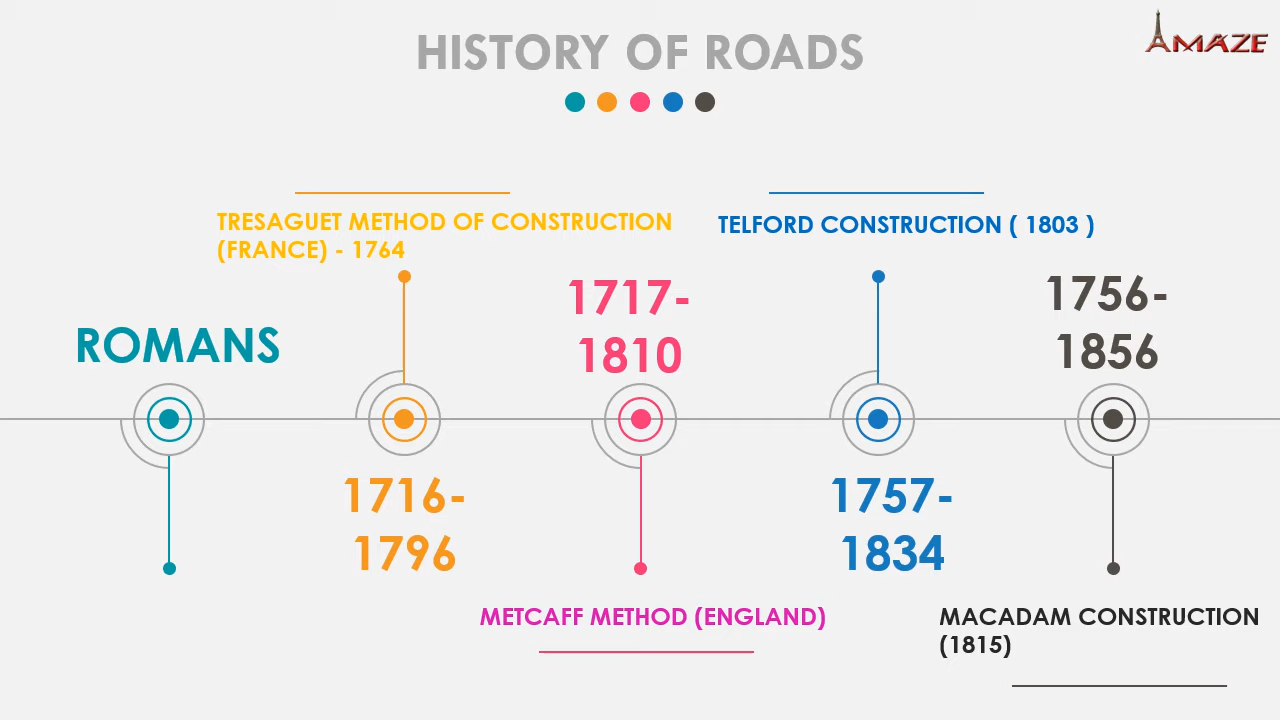 HISTORY OF ROADS
AMAZE
TRESAGUET METHOD OF CONSTRUCTION
(FRANCE) - 1764
TELFORD CONSTRUCTION ( 1803 )
ROMANS
1717-
1810
1756-
1856
1716-
1796
1757-
1834
METCAFF METHOD (ENGLAND)
MACADAM CONSTRUCTION
(1815)